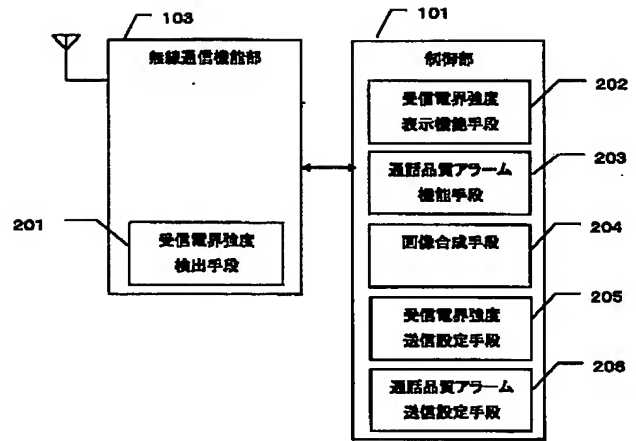 103
無線通信機能部
201
受信電界強度
検出手段
101
制御部
受信電界強度
表示機能手段
202
通話品質アラーム
機能手段
203
画像合成手段
204
受信電界強度
送信設定手段
205
通話品質アラーム
送信設定手段
206